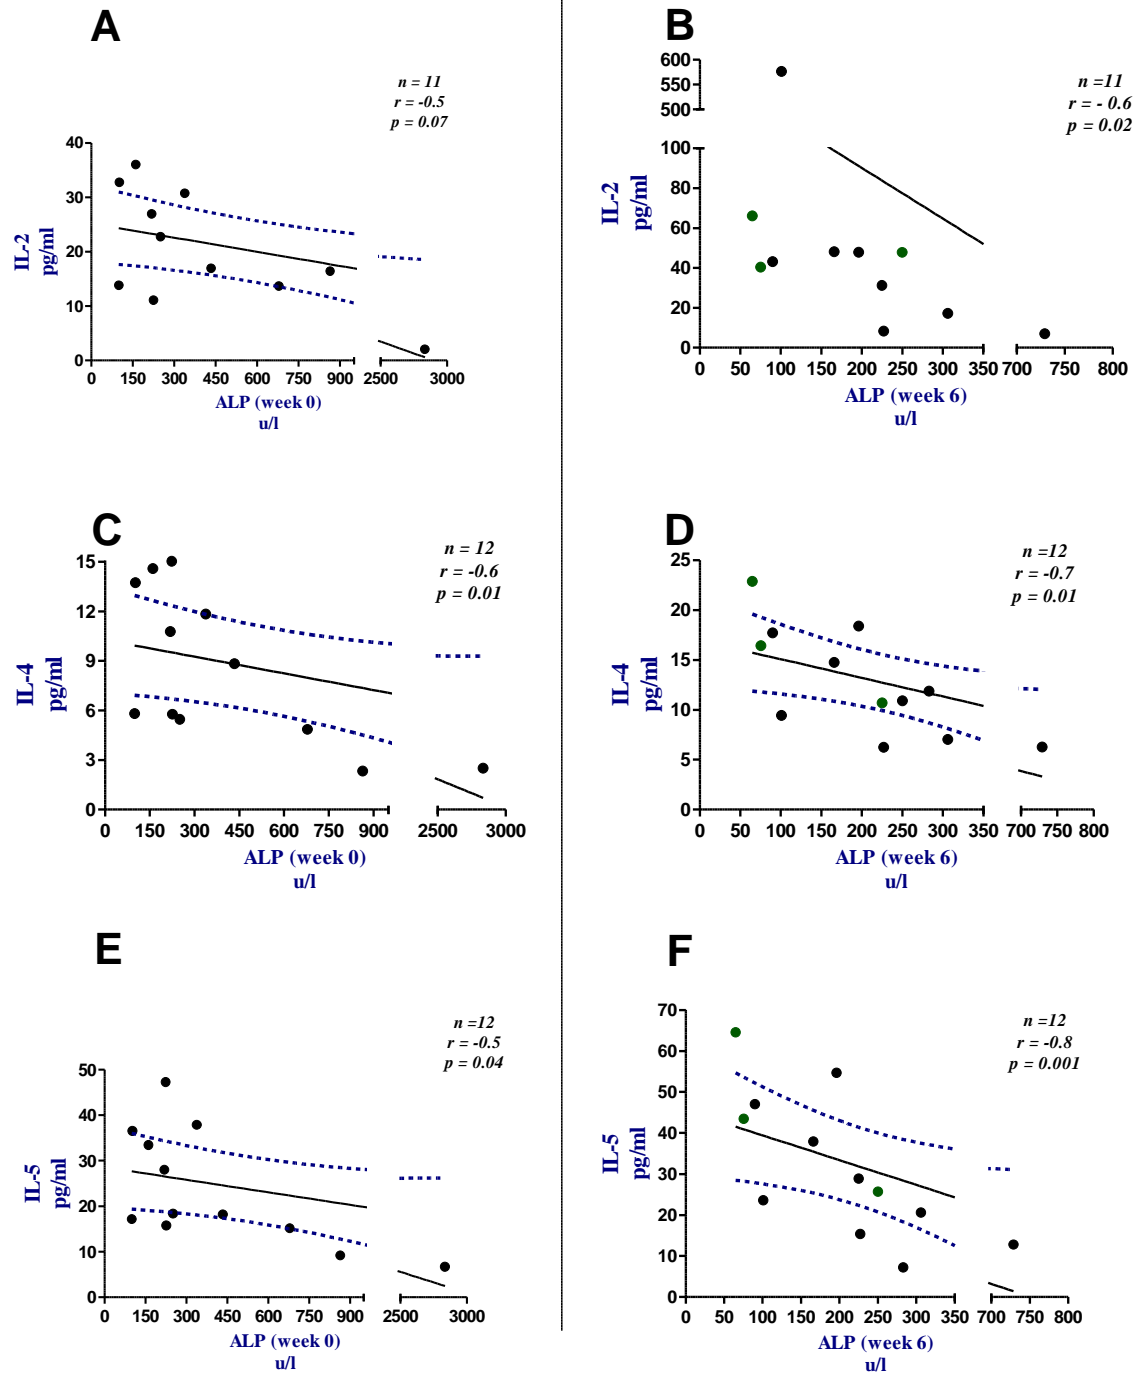 A
n = 11
r = -0.5
p = 0.07
IL-2
pg/ml
40
30
20
10
0
0 150 300 450 600 750 900 2500 3000
ALP (week 0)
u/l
B
n =11
r = - 0.6
p = 0.02
IL-2
pg/ml
600
550
500
100
80
60
40
20
0
0 50 100 150 200 250 300 350 700 750 800
ALP (week 6)
u/l
C
n = 12
r = -0.6
p = 0.01
IL-4
pg/ml
15
12
9
6
3
0
0 150 300 450 600 750 900 2500 3000
ALP (week 0)
u/l
D
n =12
r = -0.7
p = 0.01
IL-4
pg/ml
25
20
15
10
5
0
0 50 100 150 200 250 300 350 700 750 800
ALP (week 6)
u/l
E
n =12
r = -0.5
p = 0.04
IL-5
pg/ml
50
40
30
20
10
0
0 150 300 450 600 750 900 2500 3000
ALP (week 0)
u/l
F
n =12
r = -0.8
p = 0.001
IL-5
pg/ml
70
60
50
40
30
20
10
0
0 50 100 150 200 250 300 350 700 750 800
ALP (week 6)
u/l